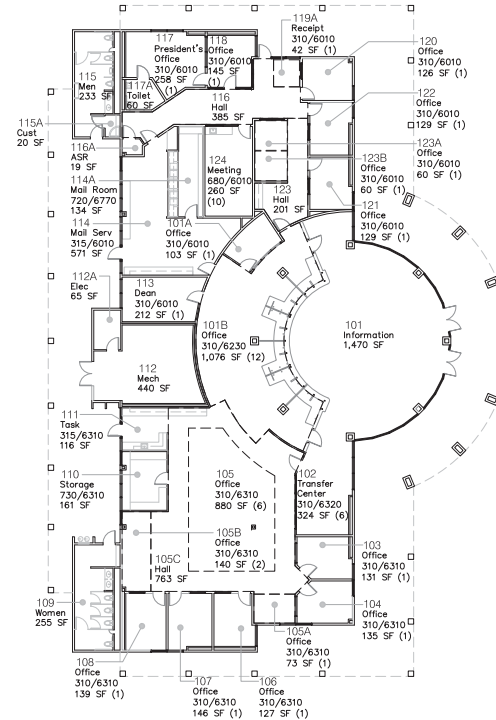 117
President's
Office
310/6010
258 SF
(1)
118
Office
310/6010
145 SF
(1)
119A
Receipt
310/6010
42 SF (1)
120
Office
310/6010
126 SF (1)
115
Men
233 SF
117A
Toilet
60 SF
116
Hall
385 SF
122
Office
310/6010
129 SF (1)
115A
Cust
20 SF
116A
ASR
19 SF
114A
Mail Room
720/6770
134 SF
124
Meeting
680/6010
260 SF
(10)
123A
Office
310/6010
60 SF (1)
123B
Office
310/6010
60 SF (1)
123
Hall
201 SF
114
Mail Serv
315/6010
571 SF
101A
Office
310/6010
103 SF (1)
121
Office
310/6010
129 SF (1)
112A
Elec
65 SF
113
Dean
310/6010
212 SF (1)
101B
Office
310/6230
1,076 SF (12)
101
Information
1,470 SF
112
Mech
440 SF
111
Task
315/6310
116 SF
110
Storage
730/6310
161 SF
105
Office
310/6310
880 SF (6)
102
Transfer
Center
310/6320
324 SF (6)
105B
Office
310/6310
140 SF (2)
105C
Hall
763 SF
103
Office
310/6310
131 SF (1)
109
Women
255 SF
104
Office
310/6310
135 SF (1)
105A
Office
310/6310
73 SF (1)
108
Office
310/6310
139 SF (1)
107
Office
310/6310
146 SF (1)
106
Office
310/6310
127 SF (1)